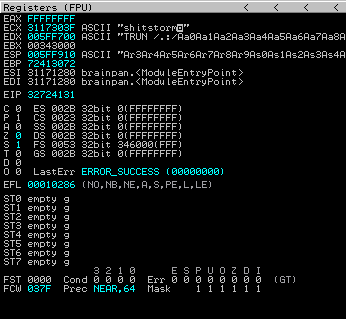 Registers (FPU) < < < <
EAX FFFFFFFF
ECX 3117303F ASCII "shitstorm
EDX 005FF700 ASCII "TRUN /.:/Aa0Aa1Aa2Aa3Aa4Aa5Aa6Aa7Aa8A
EBX 00343000
ESP 005FF910 ASCII "Ar3Ar4Ar5Ar6Ar7Ar8Ar9As0As1As2As3As4
EBP 72413072
ESI 31171280 brainpan.<ModuleEntryPoint>
EDI 31171280 brainpan.<ModuleEntryPoint>
EIP 32724131
C 0 ES 002B 32bit 0(FFFFFFFF)
P 1 CS 0023 32bit 0(FFFFFFFF)
A 0 SS 002B 32bit 0(FFFFFFFF)
Z 0 DS 002B 32bit 0(FFFFFFFF)
S 1 FS 0053 32bit 346000(FFF)
T 0 GS 002B 32bit 0(FFFFFFFF)
D 0
O 0 LastErr ERROR_SUCCESS (00000000)
EFL 00010286 (NO,NB,NE,A,S,PE,L,LE)
ST0 empty g
ST1 empty g
ST2 empty g
ST3 empty g
ST4 empty g
ST5 empty g
ST6 empty g
ST7 empty g
3 2 1 0 E S P U O Z D I
FST 0000 Cond 0 0 0 0 Err 0 0 0 0 0 0 0 0 (GT)
FCW 037F Prec NEAR,64 Mask 1 1 1 1 1 1